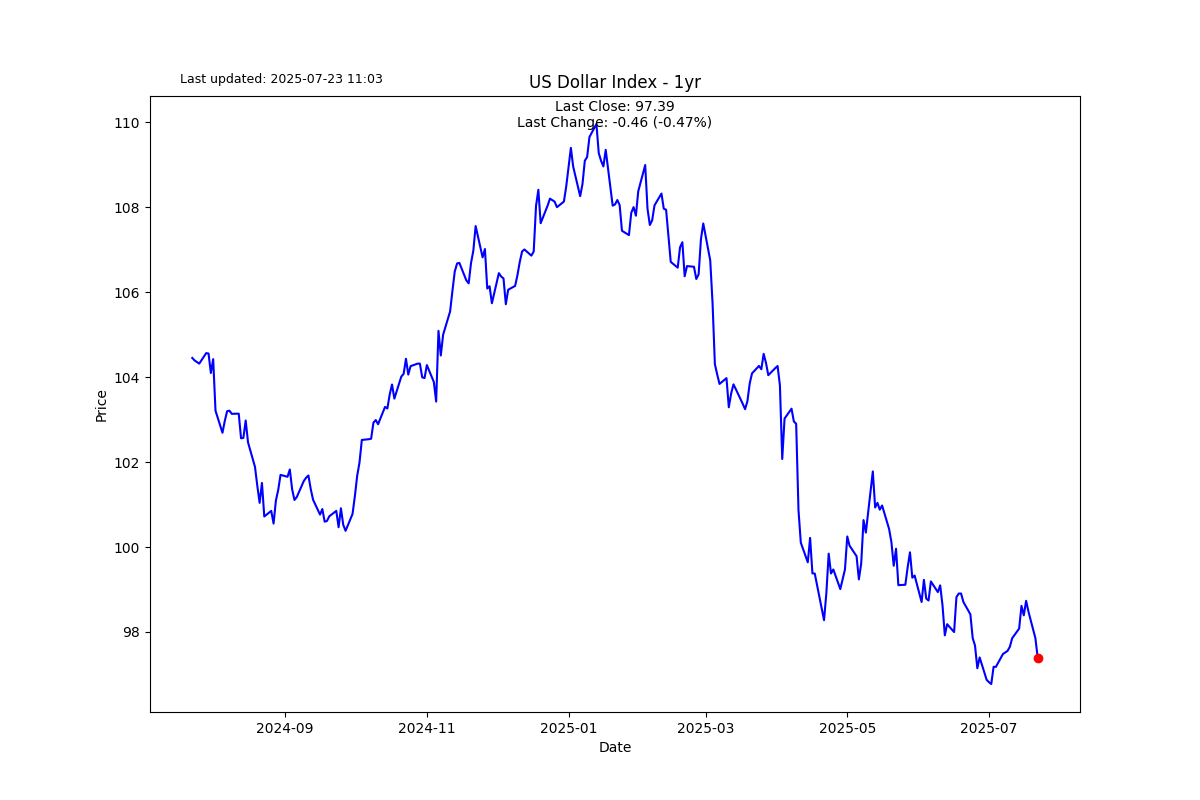 Last updated: 2025-07-23 11:03
US Dollar Index - 1yr
Last Close: 97.39
Last Change: -0.46 (-0.47%)
110
108
106
104
102
100
98
Price
2024-09
2024-11
2025-01
2025-03
2025-05
2025-07
Date